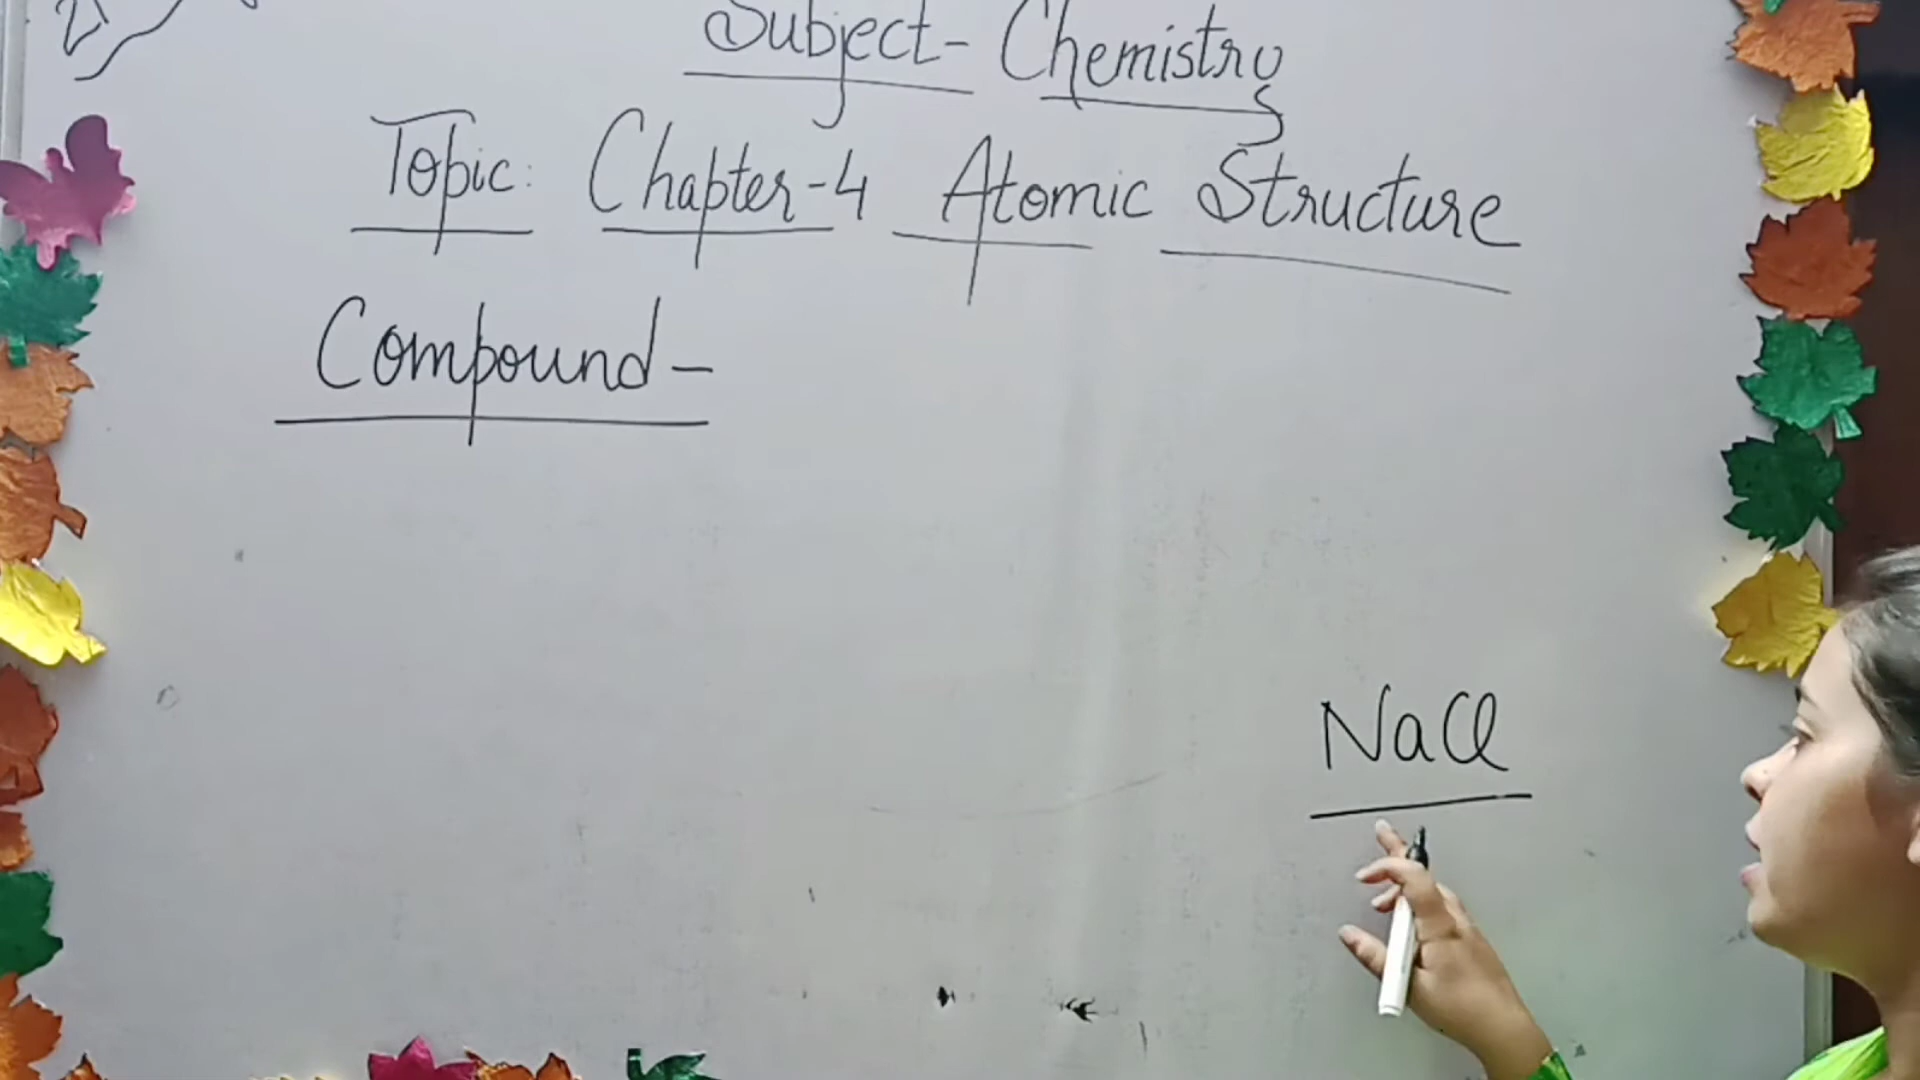 Subject- Chemistry
Topic: Chapter-4 Atomic Structure
Compound-
NaCl